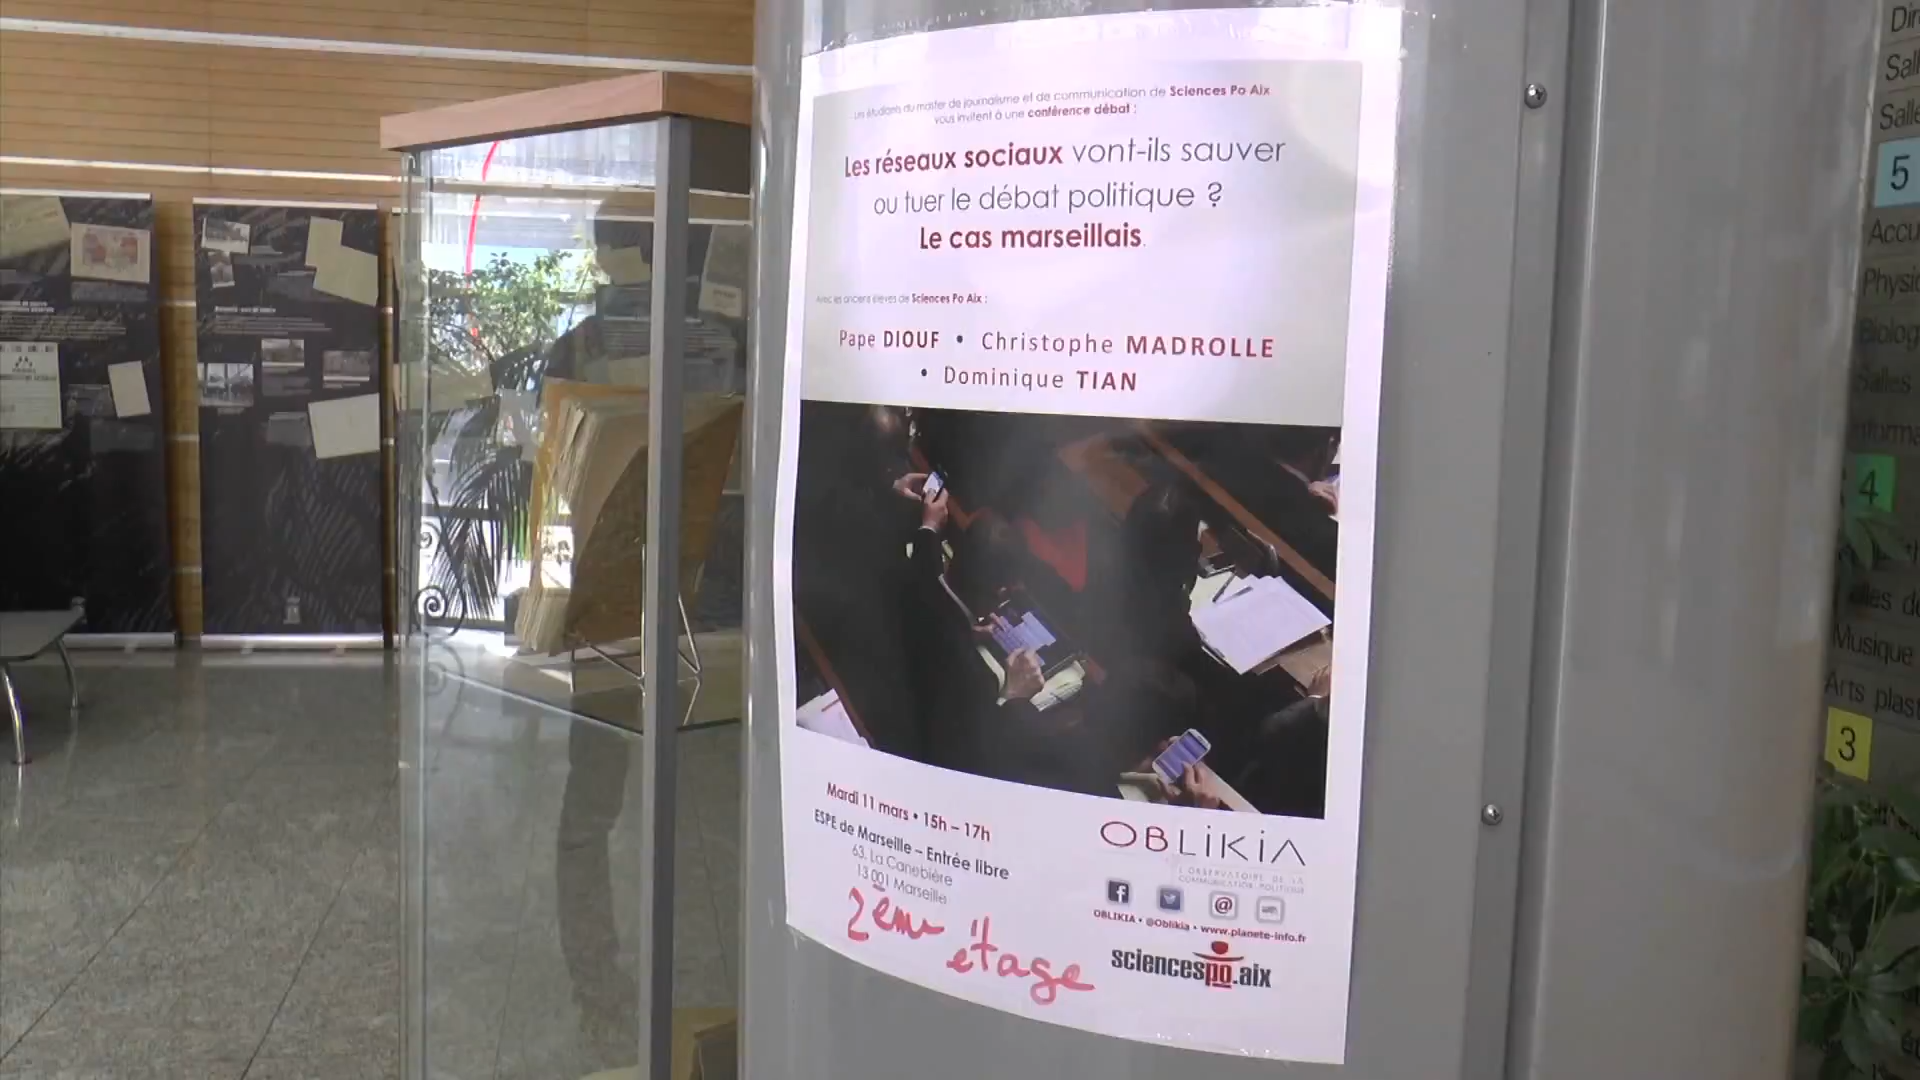 Les étudiants du master de journalisme et de communication de Sciences Po Aix
vous invitent à une conférence débat :
Les réseaux sociaux vont-ils sauver
ou tuer le débat politique ?
Le cas marseillais.
Avec les anciens élèves de Sciences Po Aix :
Pape DIOUF • Christophe MADROLLE
• Dominique TIAN
Mardi 11 mars • 15h – 17h
ESPE de Marseille – Entrée libre
63, La Canebière
13 001 Marseille
2ème étage
OBLiKiA
L'OBSERVATOIRE DE LA
COMMUNICATION POLITIQUE
OBLIKIA • @Oblikia • www.planete-info.fr
sciencespo.aix
Dir
Sall
Salle
5
Accu
Physi
Biolog
Salles
Informa
4
Musique
Arts plast
3